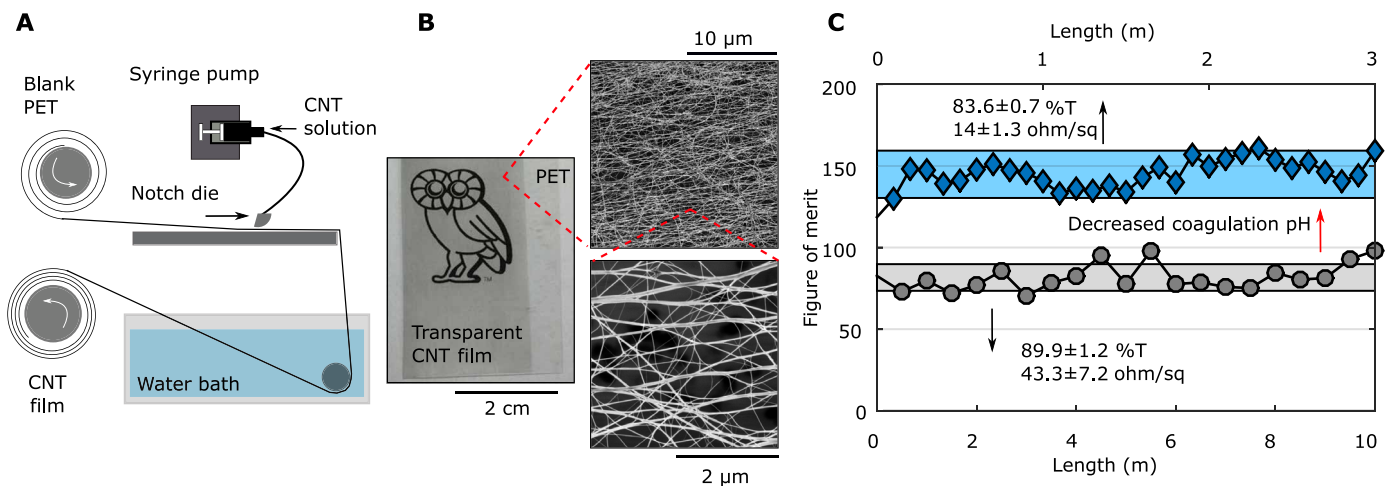 A
Blank
PET
Syringe pump
CNT
solution
Notch die
Water bath
CNT
film
B
10 µm
PET
Transparent
CNT film
TM
2 cm
2 µm
C
Length (m)
0 1 2 3
Figure of merit
200
150
100
50
0
83.6±0.7 %T
14±1.3 ohm/sq
Decreased coagulation pH
89.9±1.2 %T
43.3±7.2 ohm/sq
0 2 4 6 8 10
Length (m)